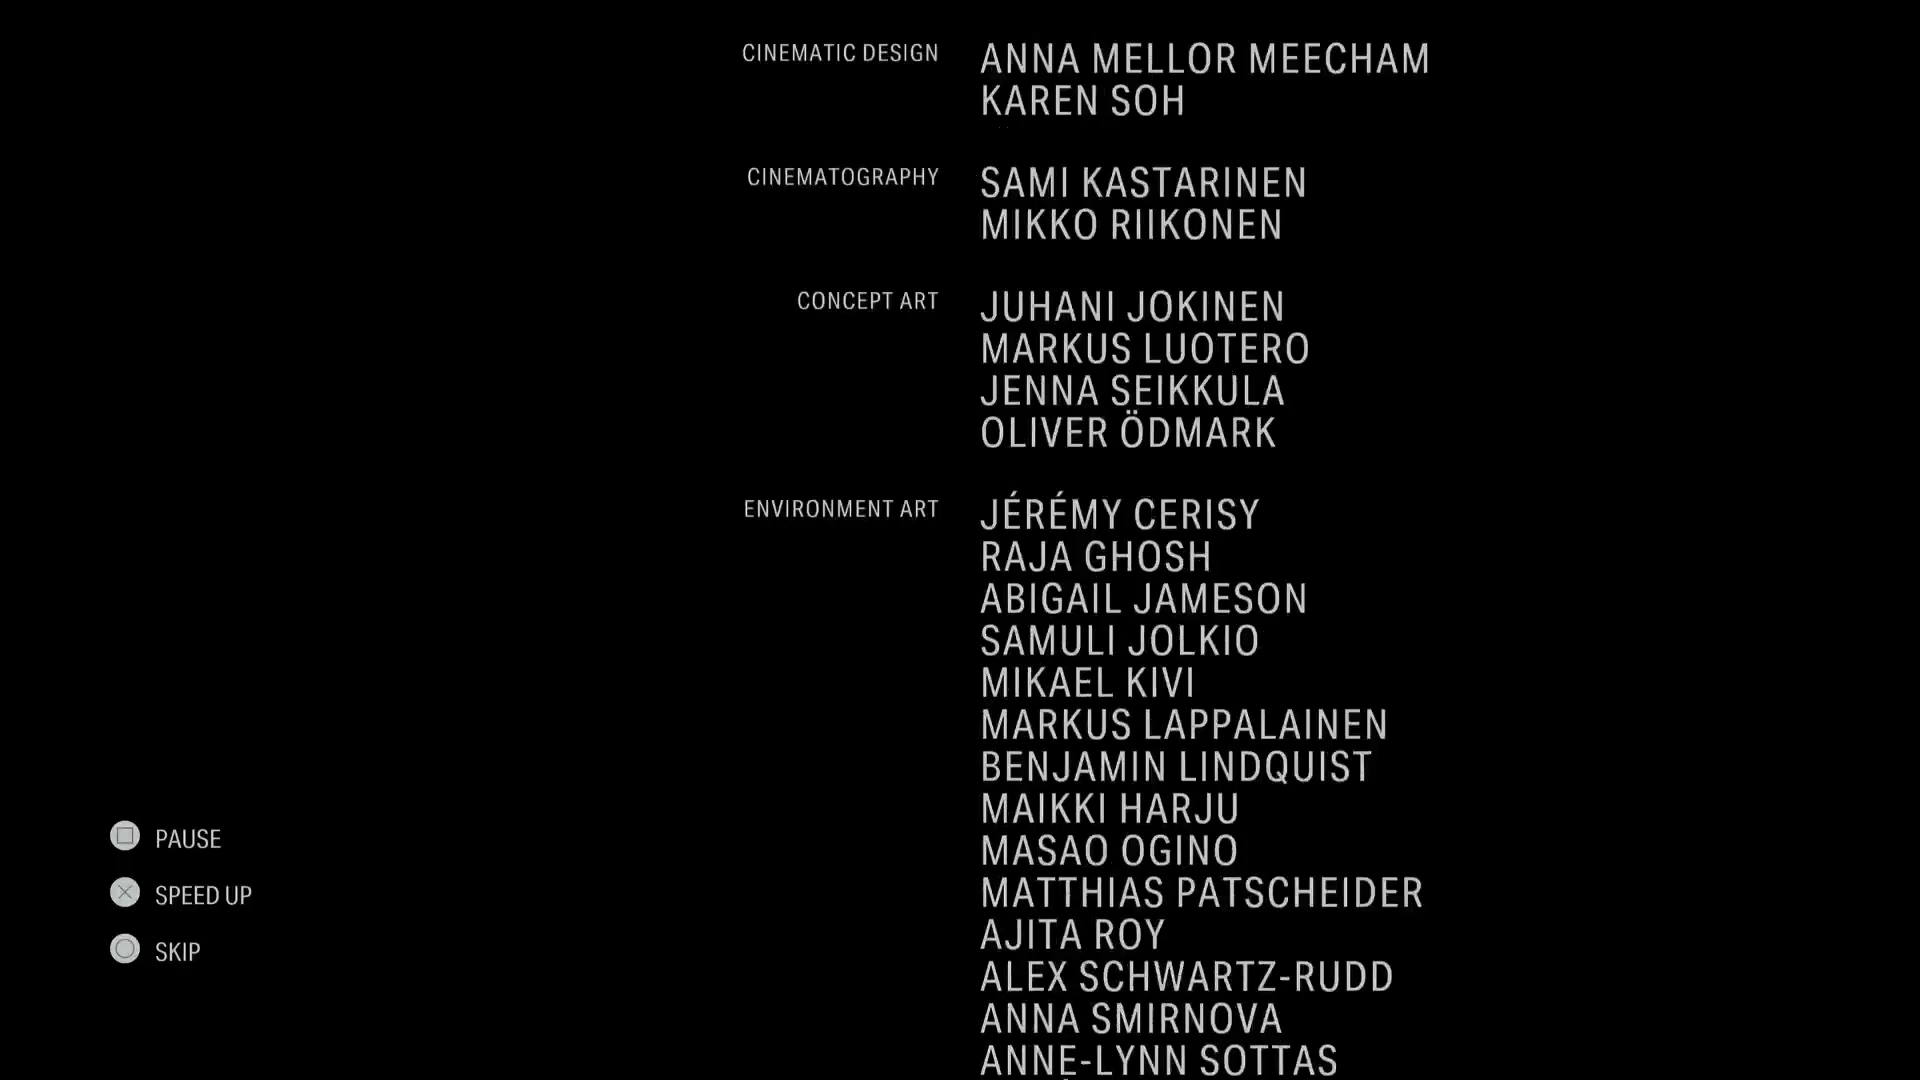 CINEMATIC DESIGN ANNA MELLOR MEECHAM
KAREN SOH
CINEMATOGRAPHY SAMI KASTARINEN
MIKKO RIIKONEN
CONCEPT ART JUHANI JOKINEN
MARKUS LUOTERO
JENNA SEIKKULA
OLIVER ÖDMARK
ENVIRONMENT ART JÉRÉMY CERISY
RAJA GHOSH
ABIGAIL JAMESON
SAMULI JOLKIO
MIKAEL KIVI
MARKUS LAPPALAINEN
BENJAMIN LINDQUIST
MAIKKI HARJU
MASAO OGINO
MATTHIAS PATSCHEIDER
AJITA ROY
ALEX SCHWARTZ-RUDD
ANNA SMIRNOVA
ANNE-LYNN SOTTAS
PAUSE
SPEED UP
SKIP